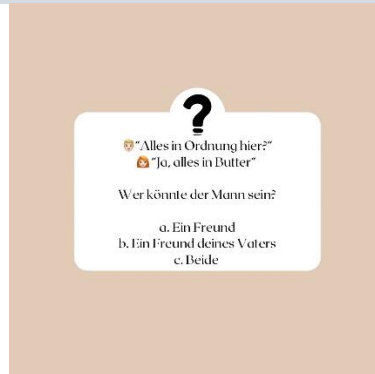 ?
👨🏼"Alles in Ordnung hier?"
👩🏼"Ja, alles in Butter"
Wer könnte der Mann sein?
a. Ein Freund
b. Ein Freund deines Vaters
c. Beide